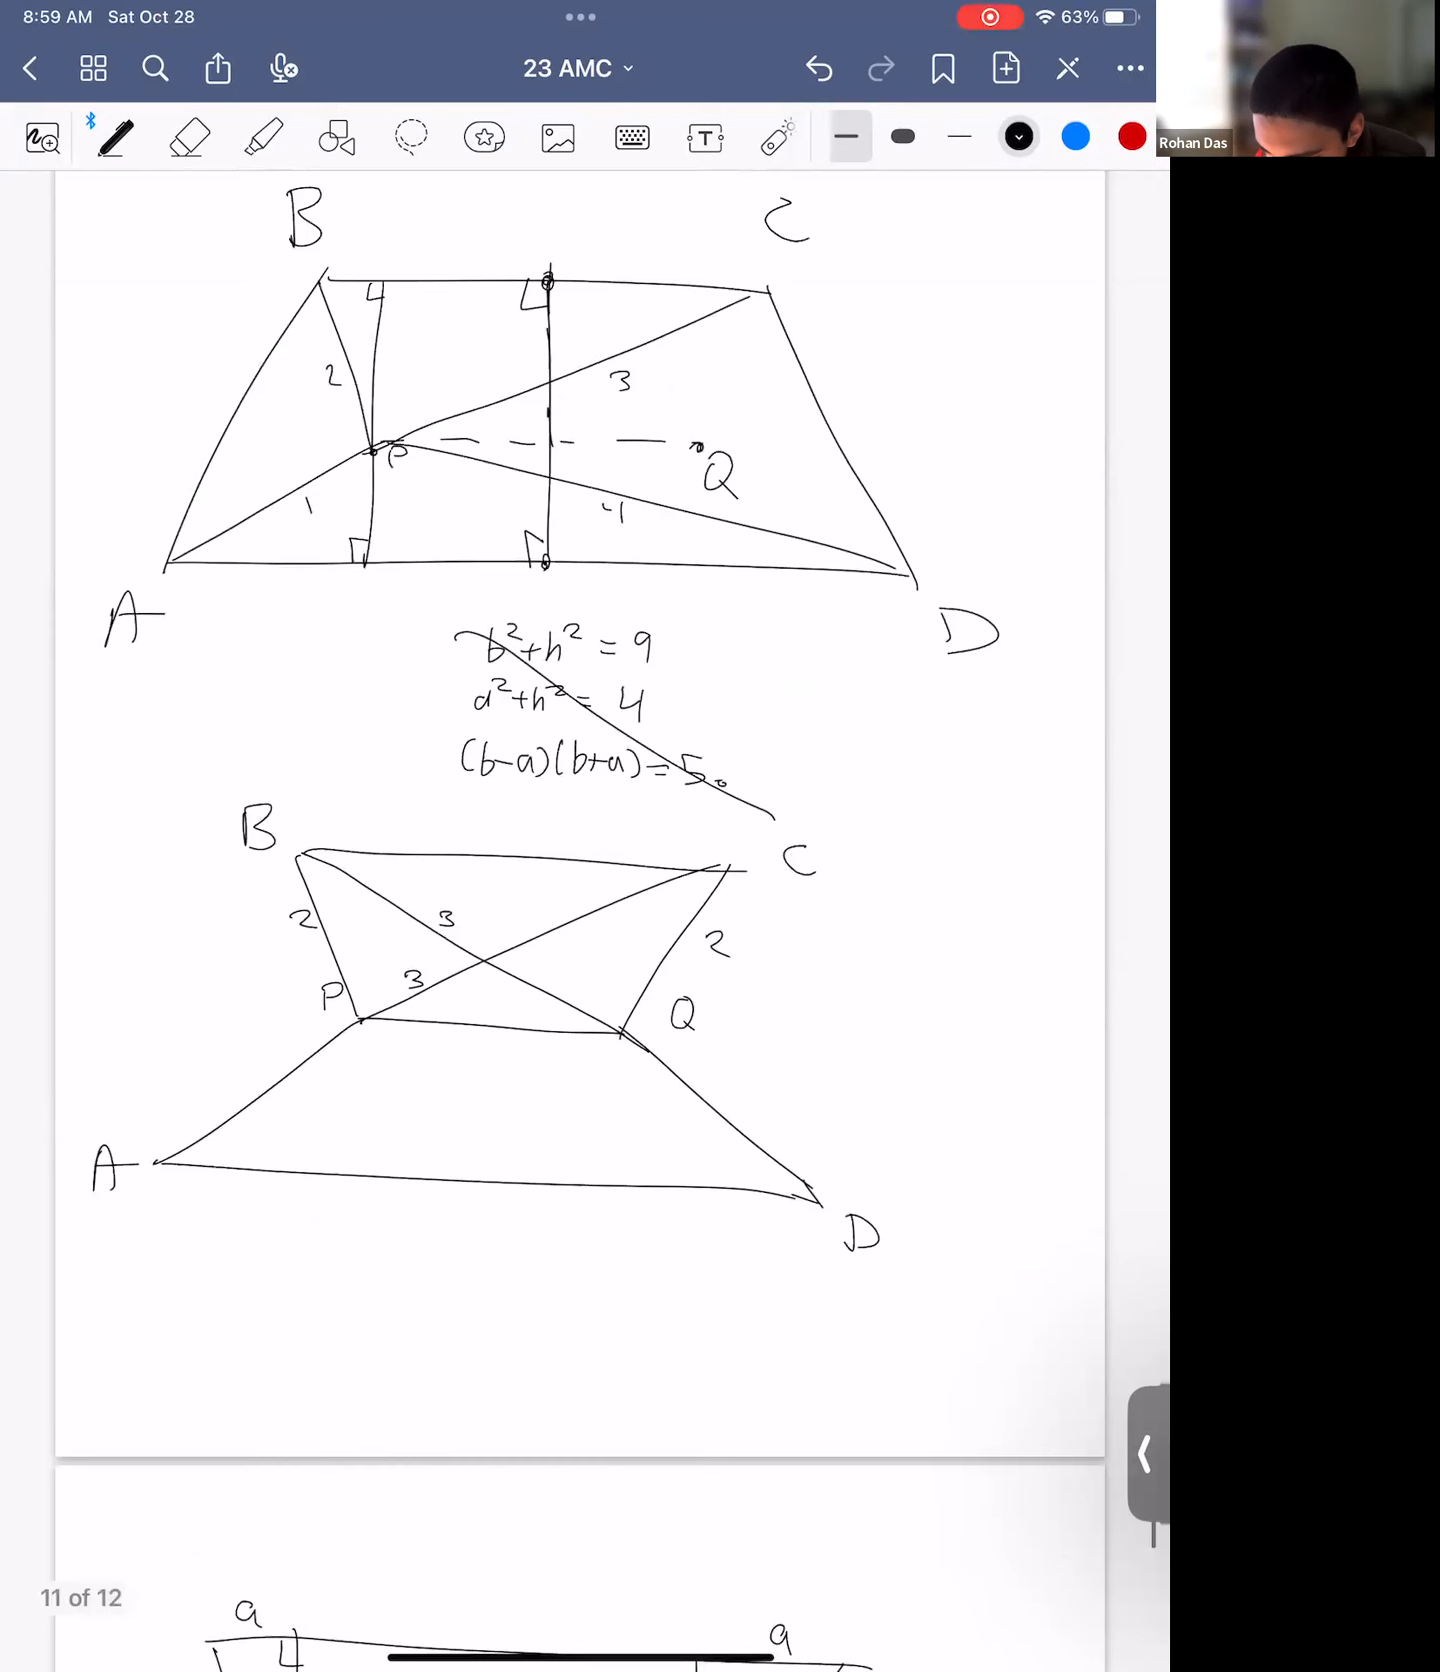 8:59 AM Sat Oct 28
63%
23 AMC
T
Rohan Das
B
C
2
3
P
Q
1
4
A
D
b²+h² = 9
a²+h² = 4
(b-a)(b+a) = 5.
B
C
2
3
2
3
P
Q
A
D
11 of 12
a
a